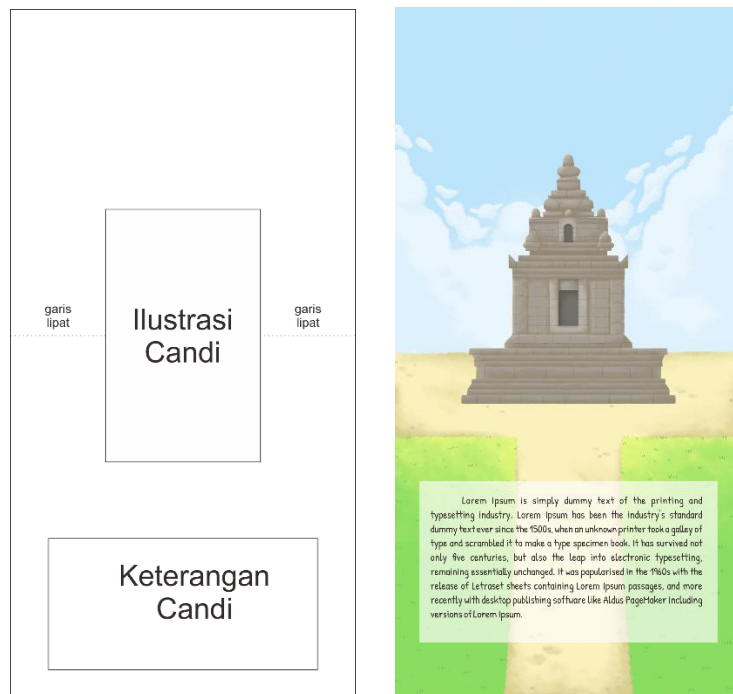 garis
lipat
Ilustrasi
Candi
garis
lipat
Keterangan
Candi
Lorem Ipsum is simply dummy text of the printing and
typesetting industry. Lorem Ipsum has been the industry's standard
dummy text ever since the 1500s, when an unknown printer took a galley of
type and scrambled it to make a type specimen book. It has survived not
only five centuries, but also the leap into electronic typesetting,
remaining essentially unchanged. It was popularised in the 1960s with the
release of Letraset sheets containing Lorem Ipsum passages, and more
recently with desktop publishing software like Aldus PageMaker including
versions of Lorem Ipsum.